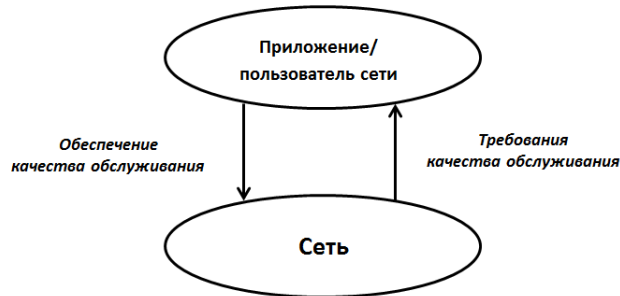 Приложение/
пользователь сети
Обеспечение
качества обслуживания
Требования
качества обслуживания
Сеть